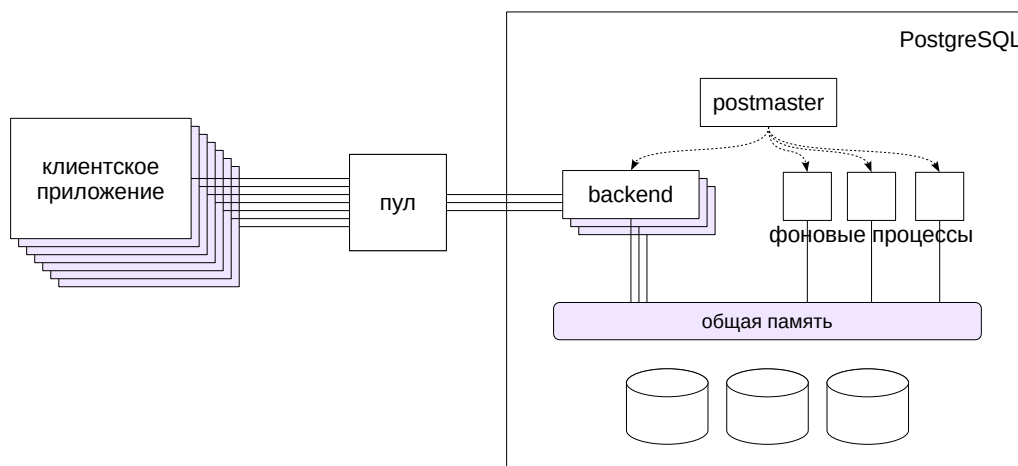 PostgreSQL
postmaster
клиентское
приложение
пул
backend
фоновые процессы
общая память